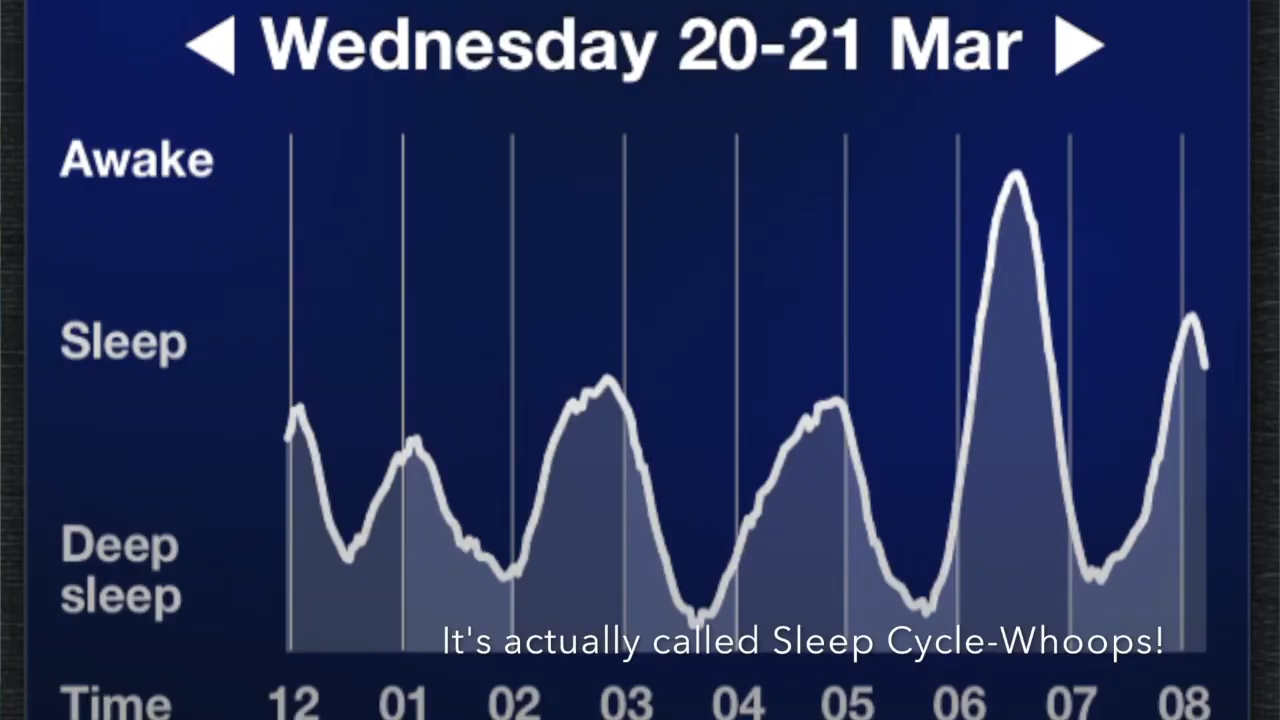 Wednesday 20-21 Mar
Awake
Sleep
Deep
sleep
It's actually called Sleep Cycle-Whoops!
Time 12 01 02 03 04 05 06 07 08